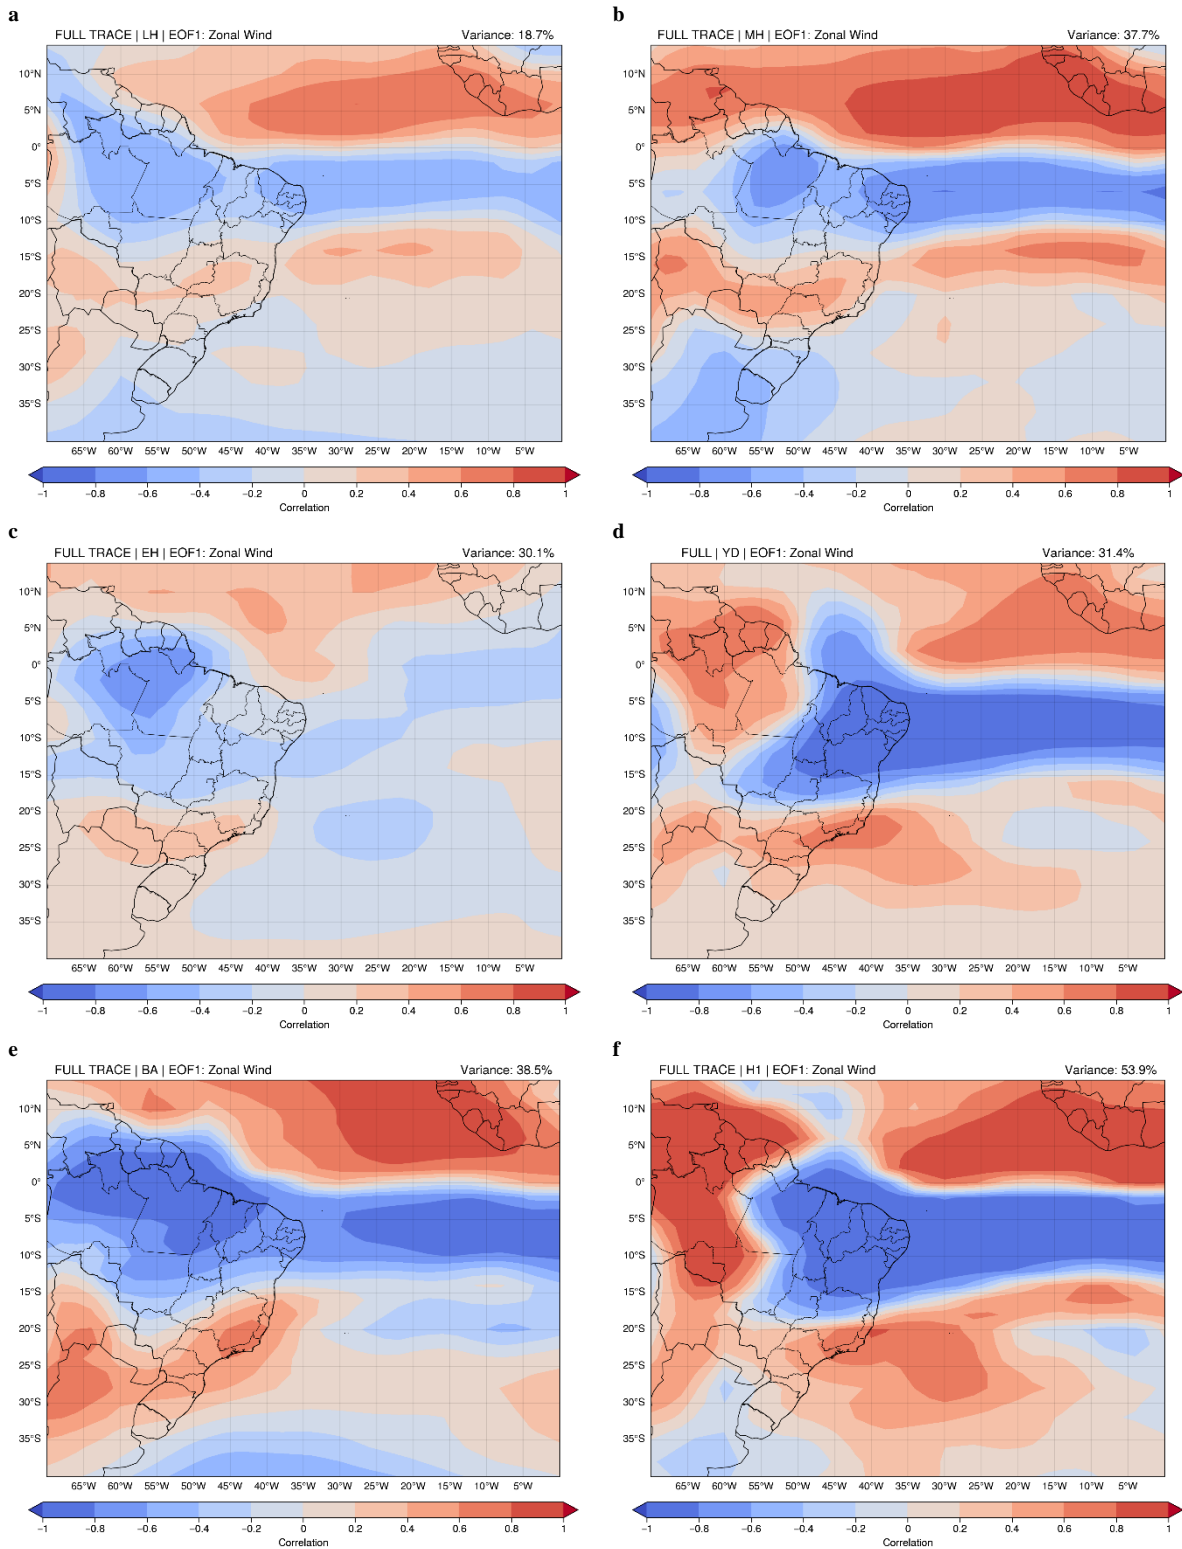 a
FULL TRACE | LH | EOF1: Zonal Wind Variance: 18.7%
10°N
5°N
0°
5°S
10°S
15°S
20°S
25°S
30°S
35°S
65°W 60°W 55°W 50°W 45°W 40°W 35°W 30°W 25°W 20°W 15°W 10°W 5°W
−1 −0.8 −0.6 −0.4 −0.2 0 0.2 0.4 0.6 0.8 1
Correlation
b
FULL TRACE | MH | EOF1: Zonal Wind Variance: 37.7%
10°N
5°N
0°
5°S
10°S
15°S
20°S
25°S
30°S
35°S
65°W 60°W 55°W 50°W 45°W 40°W 35°W 30°W 25°W 20°W 15°W 10°W 5°W
−1 −0.8 −0.6 −0.4 −0.2 0 0.2 0.4 0.6 0.8 1
Correlation
c
FULL TRACE | EH | EOF1: Zonal Wind Variance: 30.1%
10°N
5°N
0°
5°S
10°S
15°S
20°S
25°S
30°S
35°S
65°W 60°W 55°W 50°W 45°W 40°W 35°W 30°W 25°W 20°W 15°W 10°W 5°W
−1 −0.8 −0.6 −0.4 −0.2 0 0.2 0.4 0.6 0.8 1
Correlation
d
FULL | YD | EOF1: Zonal Wind Variance: 31.4%
10°N
5°N
0°
5°S
10°S
15°S
20°S
25°S
30°S
35°S
65°W 60°W 55°W 50°W 45°W 40°W 35°W 30°W 25°W 20°W 15°W 10°W 5°W
−1 −0.8 −0.6 −0.4 −0.2 0 0.2 0.4 0.6 0.8 1
Correlation
e
FULL TRACE | BA | EOF1: Zonal Wind Variance: 38.5%
10°N
5°N
0°
5°S
10°S
15°S
20°S
25°S
30°S
35°S
65°W 60°W 55°W 50°W 45°W 40°W 35°W 30°W 25°W 20°W 15°W 10°W 5°W
−1 −0.8 −0.6 −0.4 −0.2 0 0.2 0.4 0.6 0.8 1
Correlation
f
FULL TRACE | H1 | EOF1: Zonal Wind Variance: 53.9%
10°N
5°N
0°
5°S
10°S
15°S
20°S
25°S
30°S
35°S
65°W 60°W 55°W 50°W 45°W 40°W 35°W 30°W 25°W 20°W 15°W 10°W 5°W
−1 −0.8 −0.6 −0.4 −0.2 0 0.2 0.4 0.6 0.8 1
Correlation